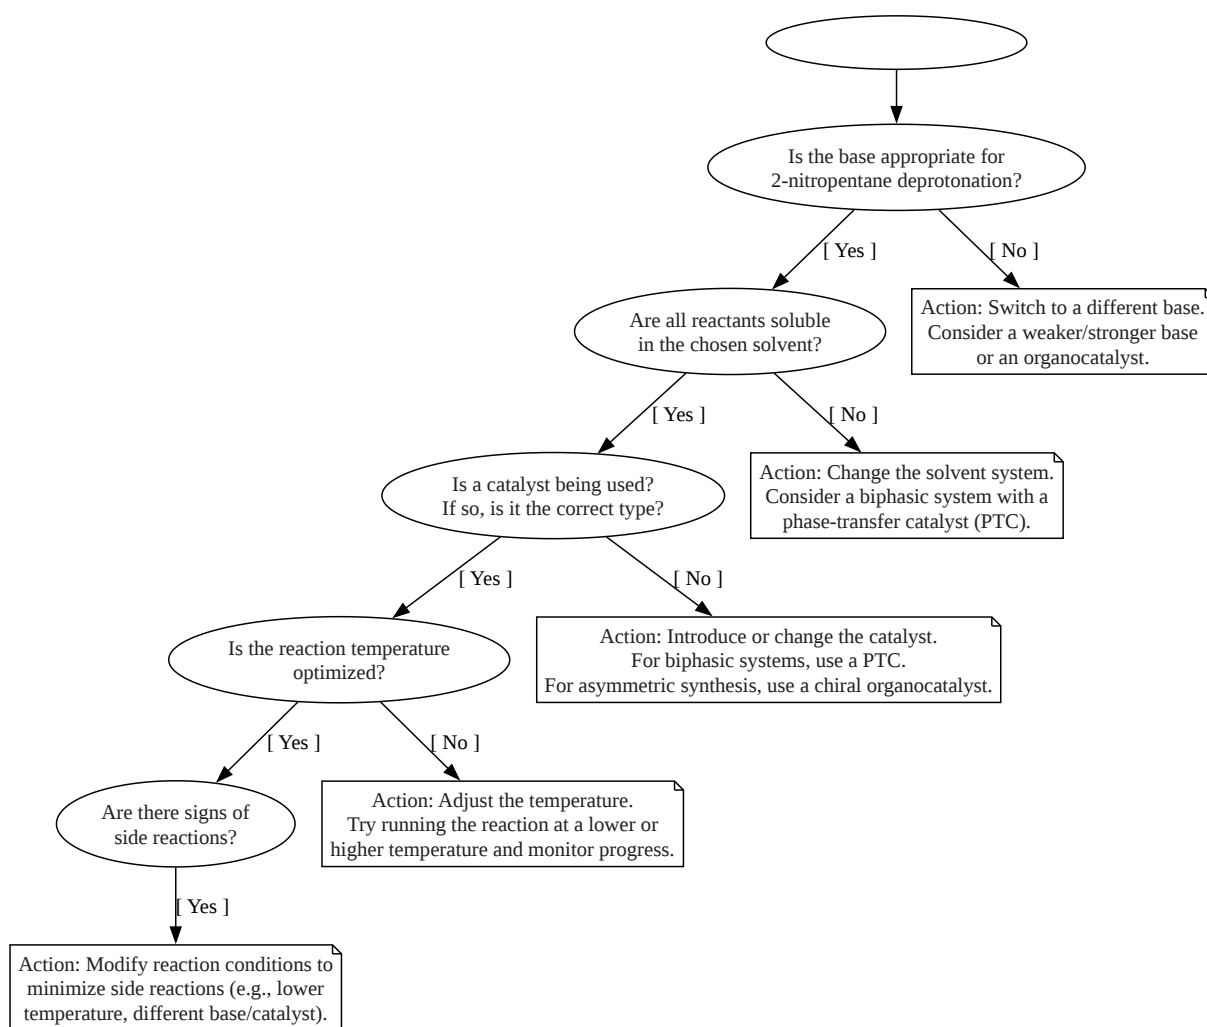 Is the base appropriate for
2-nitropentane deprotonation?
[ Yes ]
[ No ]
Are all reactants soluble
in the chosen solvent?
Action: Switch to a different base.
Consider a weaker/stronger base
or an organocatalyst.
[ Yes ]
[ No ]
Is a catalyst being used?
If so, is it the correct type?
Action: Change the solvent system.
Consider a biphasic system with a
phase-transfer catalyst (PTC).
[ Yes ]
[ No ]
Is the reaction temperature
optimized?
Action: Introduce or change the catalyst.
For biphasic systems, use a PTC.
For asymmetric synthesis, use a chiral organocatalyst.
[ Yes ]
[ No ]
Are there signs of
side reactions?
Action: Adjust the temperature.
Try running the reaction at a lower or
higher temperature and monitor progress.
[ Yes ]
Action: Modify reaction conditions to
minimize side reactions (e.g., lower
temperature, different base/catalyst).